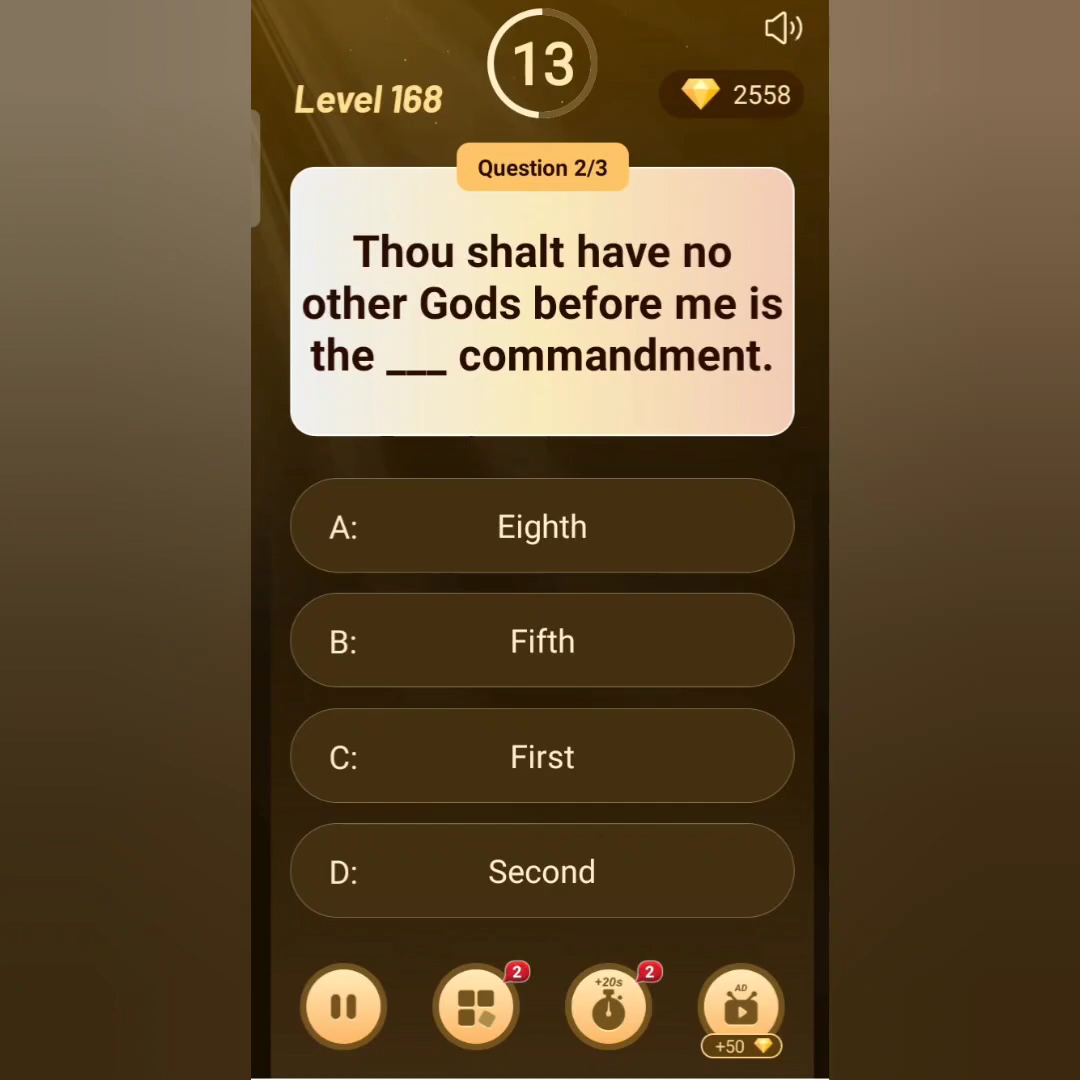 13
Level 168
2558
Question 2/3
Thou shalt have no
other Gods before me is
the ___ commandment.
A: Eighth
B: Fifth
C: First
D: Second
2
+20s
2
AD
+50